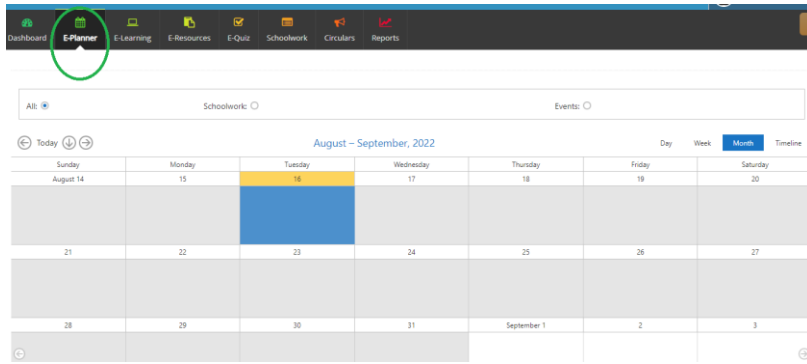 Dashboard E-Planner E-Learning E-Resources E-Quiz Schoolwork Circulars Reports
All: Schoolwork: Events:
Today August – September, 2022 Day Week Month Timeline
Sunday Monday Tuesday Wednesday Thursday Friday Saturday
August 14 15 16 17 18 19 20
21 22 23 24 25 26 27
28 29 30 31 September 1 2 3